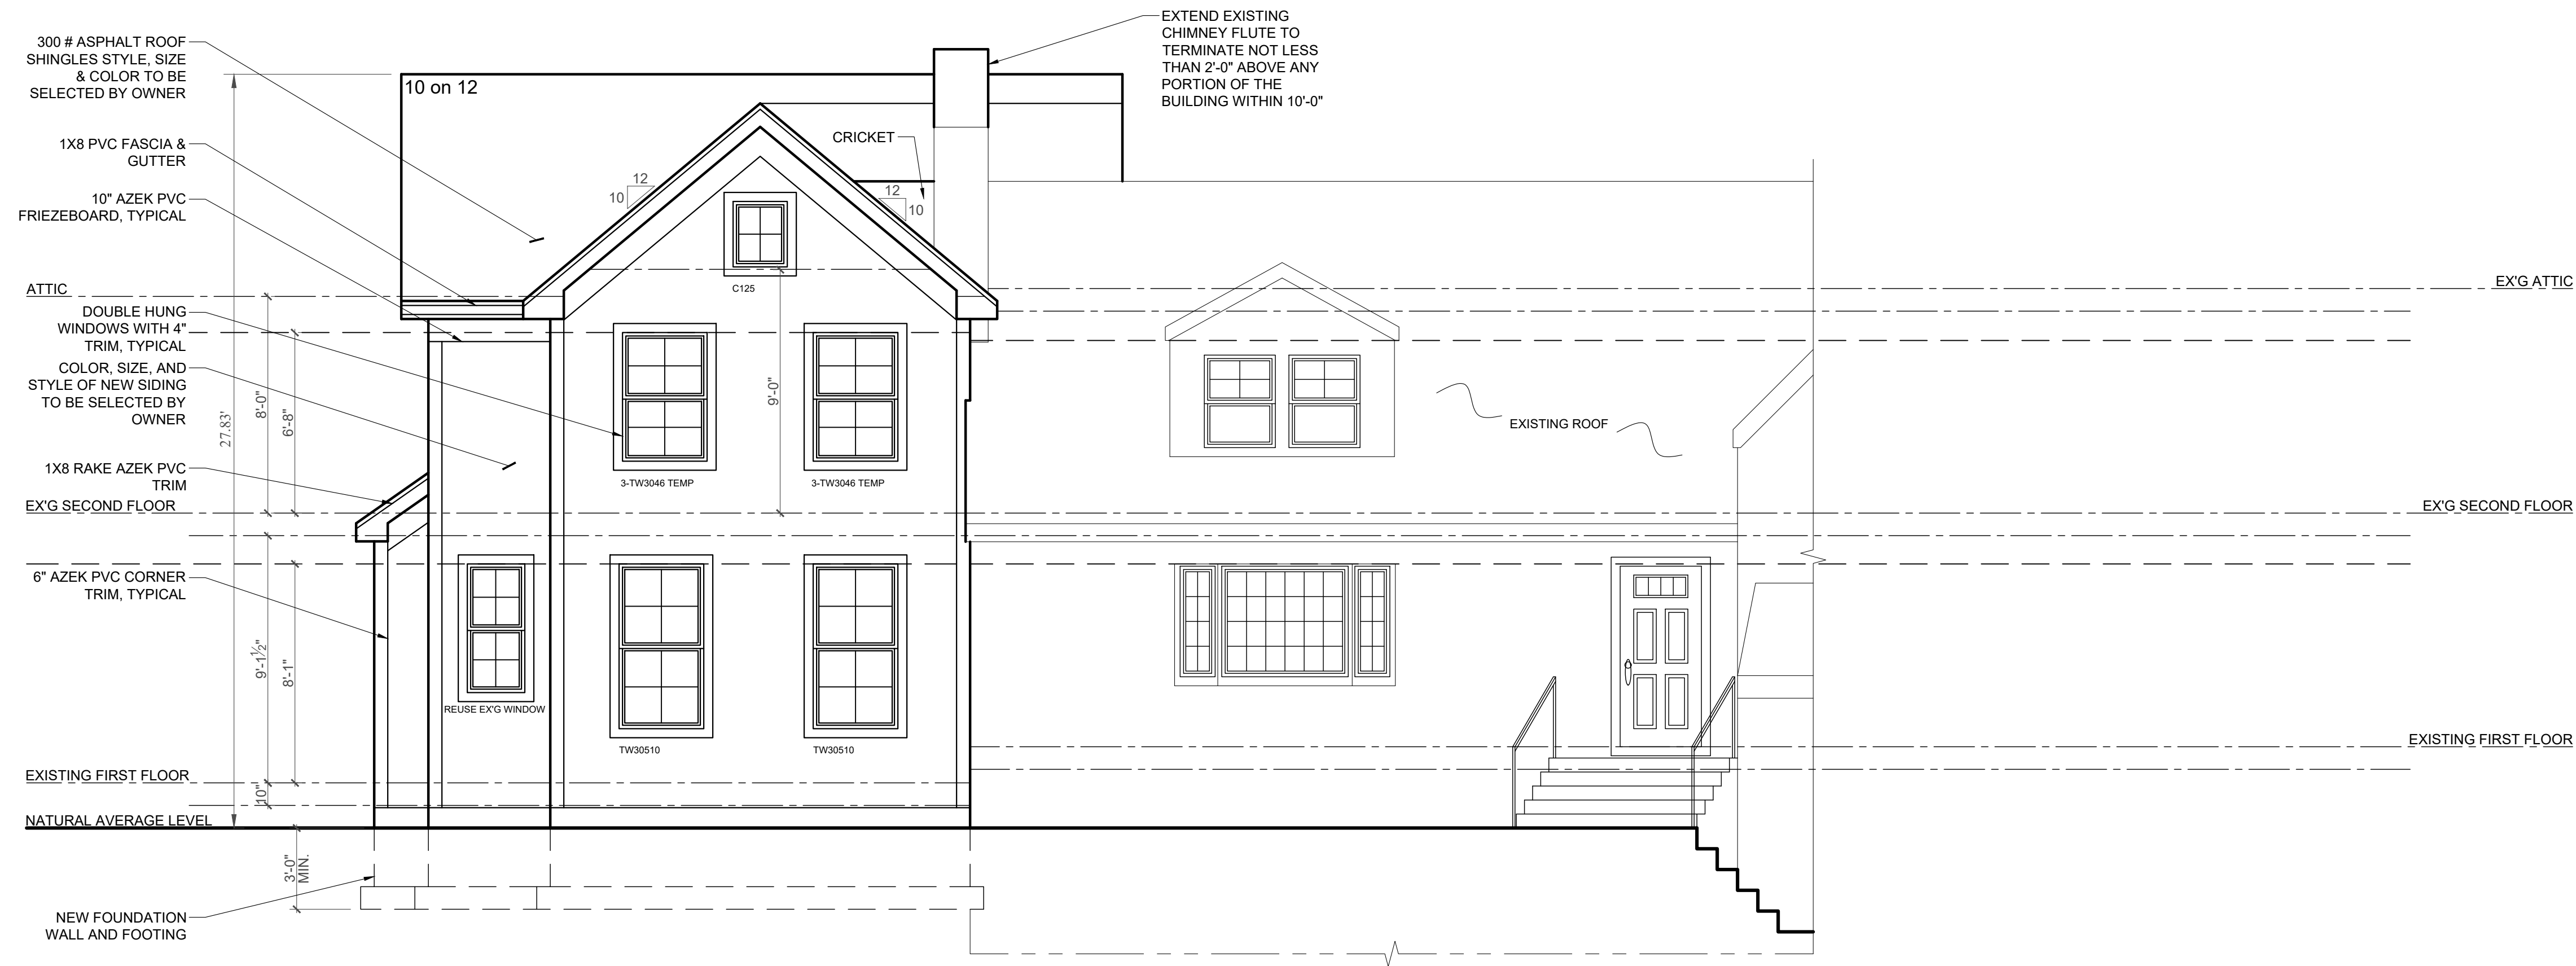 300 # ASPHALT ROOF
SHINGLES STYLE, SIZE
& COLOR TO BE
SELECTED BY OWNER
1X8 PVC FASCIA &
GUTTER
10" AZEK PVC
FRIEZEBOARD, TYPICAL
ATTIC
DOUBLE HUNG
WINDOWS WITH 4"
TRIM, TYPICAL
COLOR, SIZE, AND
STYLE OF NEW SIDING
TO BE SELECTED BY
OWNER
1X8 RAKE AZEK PVC
TRIM
EX'G SECOND FLOOR
6" AZEK PVC CORNER
TRIM, TYPICAL
EXISTING FIRST FLOOR
NATURAL AVERAGE LEVEL
NEW FOUNDATION
WALL AND FOOTING
27.83'
8'-0"
6'-8"
9'-1½"
8'-1"
10"
3'-0"
MIN.
10 on 12
12
10
12
10
CRICKET
EXTEND EXISTING
CHIMNEY FLUTE TO
TERMINATE NOT LESS
THAN 2'-0" ABOVE ANY
PORTION OF THE
BUILDING WITHIN 10'-0"
C125
9'-0"
3-TW3046 TEMP
3-TW3046 TEMP
REUSE EX'G WINDOW
TW30510
TW30510
EXISTING ROOF
EX'G ATTIC
EX'G SECOND FLOOR
EXISTING FIRST FLOOR